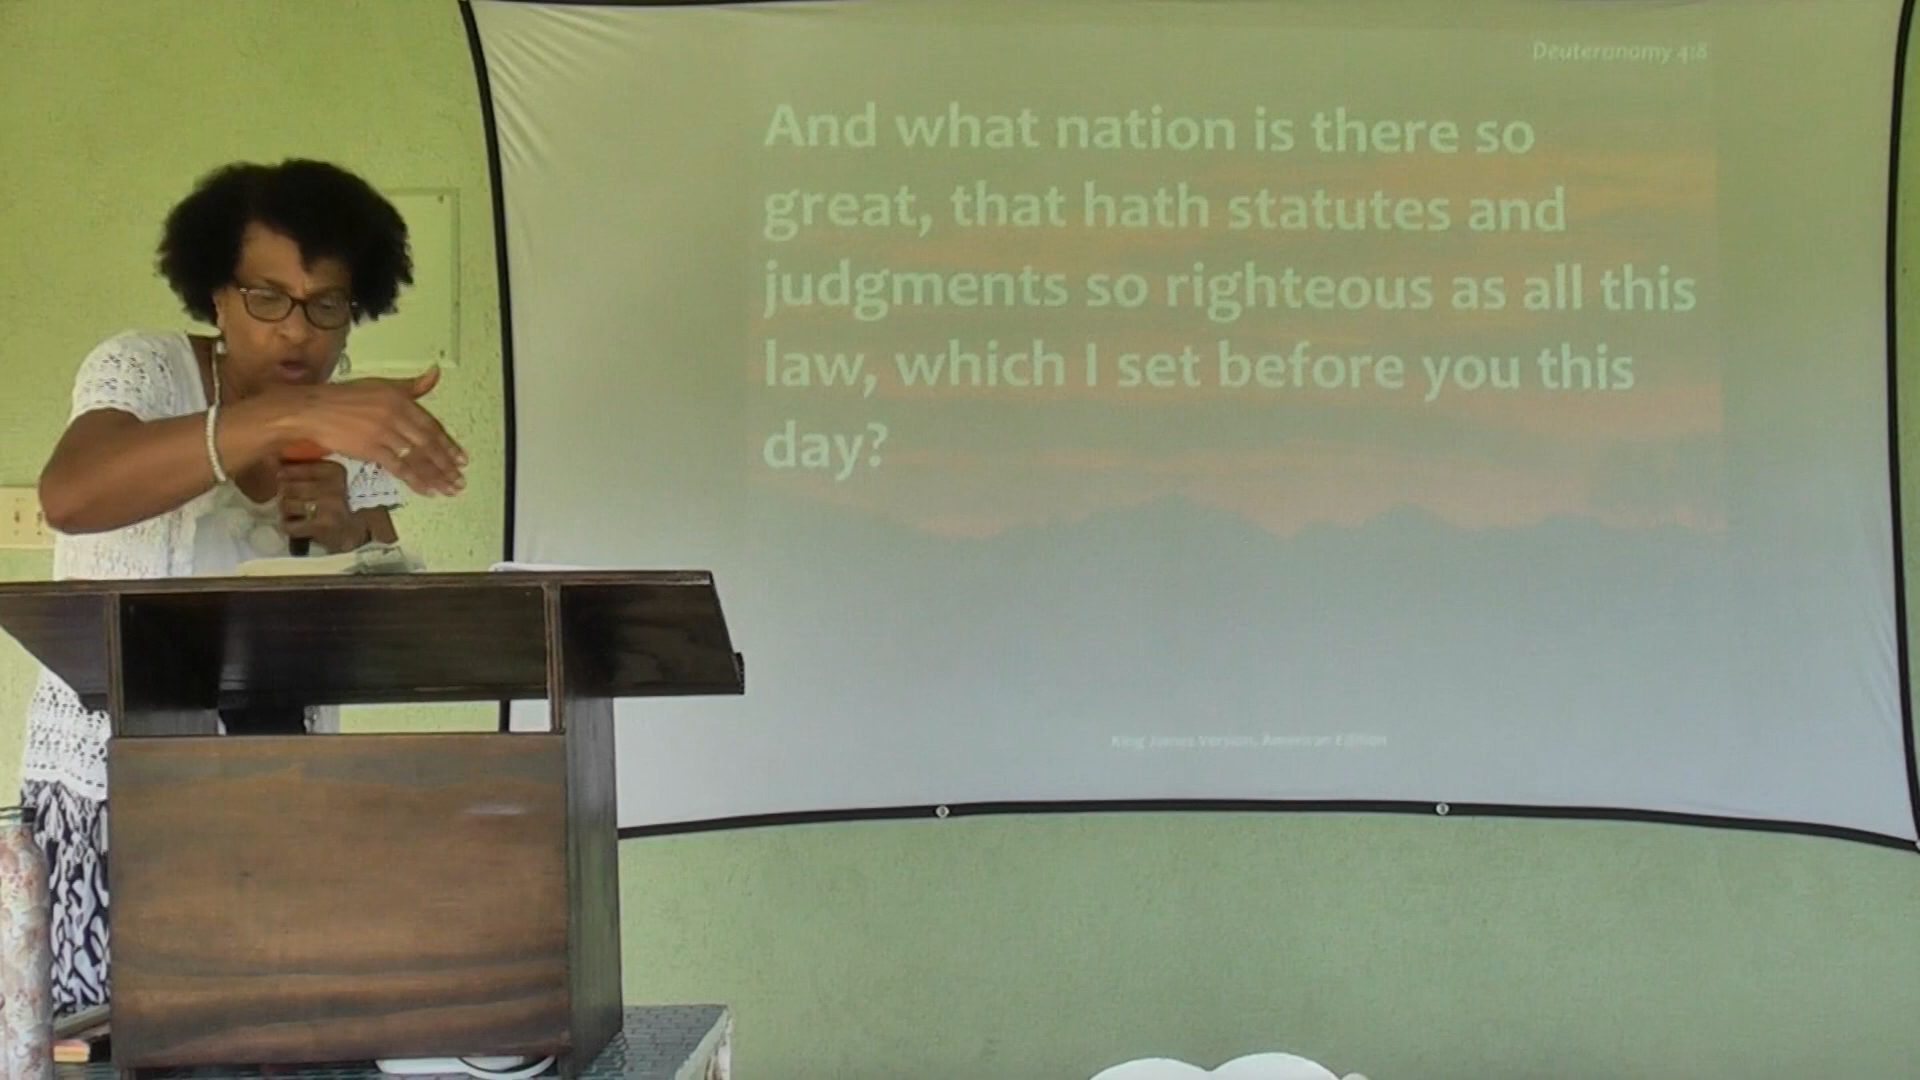 Deuteronomy 4:8
And what nation is there so
great, that hath statutes and
judgments so righteous as all this
law, which I set before you this
day?
King James Version, American Edition